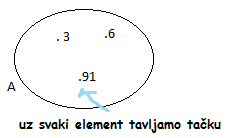 . 3 . 6
. 91
A
uz svaki element tavljamo tačku